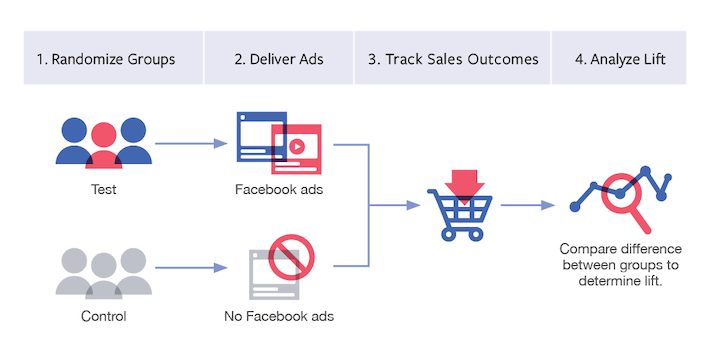 1. Randomize Groups
2. Deliver Ads
3. Track Sales Outcomes
4. Analyze Lift
Test
Facebook ads
Control
No Facebook ads
Compare difference
between groups to
determine lift.